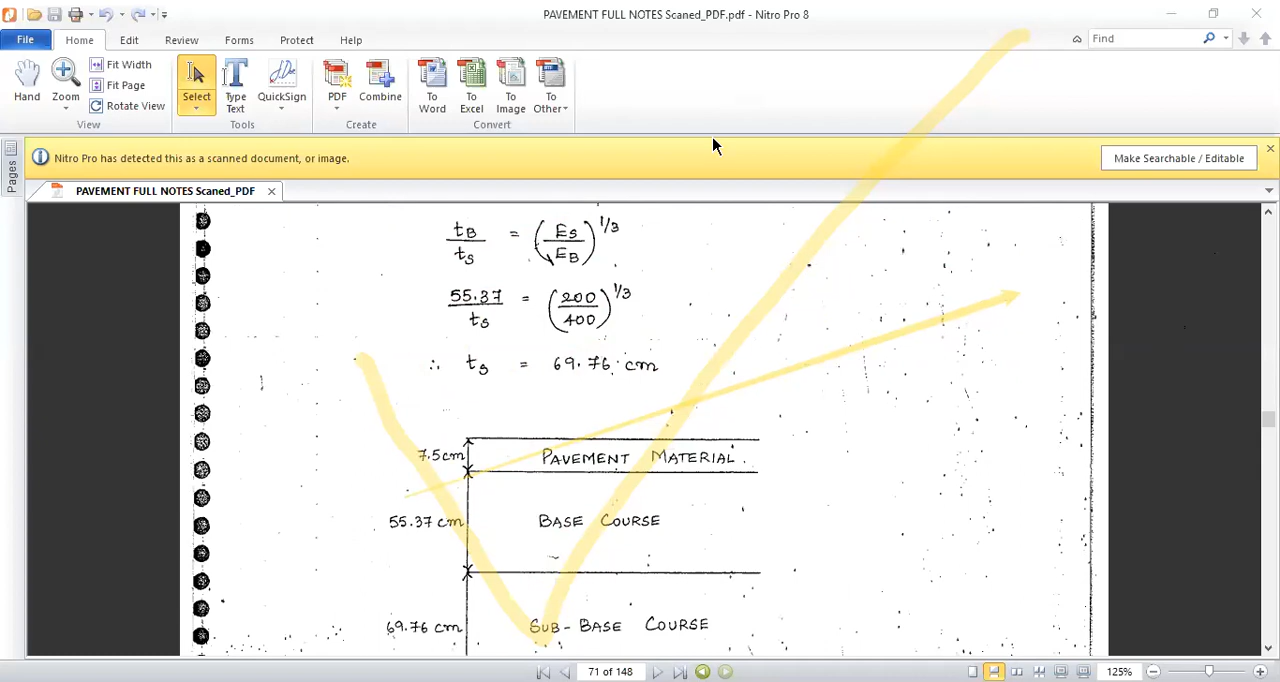 PAVEMENT FULL NOTES Scaned_PDF.pdf - Nitro Pro 8
File Home Edit Review Forms Protect Help Find
Hand Zoom Fit Width Fit Page Rotate View Select Type Text QuickSign PDF Combine To Word To Excel To Image To Other
View Tools Create Convert
Nitro Pro has detected this as a scanned document, or image. Make Searchable / Editable
Pages
PAVEMENT FULL NOTES Scaned_PDF
tB/ts = (Es/EB)^1/3
55.37/ts = (200/400)^1/3
∴ ts = 69.76 cm
7.5cm PAVEMENT MATERIAL.
55.37 cm BASE COURSE
69.76 cm SUB-BASE COURSE
71 of 148 125%